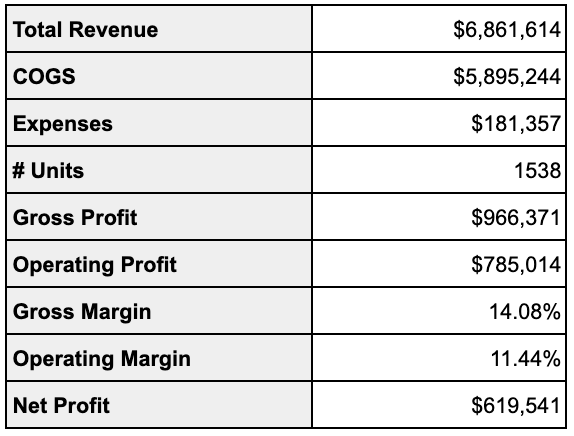 Total Revenue $6,861,614
COGS $5,895,244
Expenses $181,357
# Units 1538
Gross Profit $966,371
Operating Profit $785,014
Gross Margin 14.08%
Operating Margin 11.44%
Net Profit $619,541